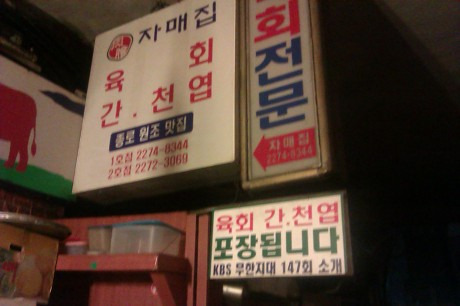 자매집
육 회
간.천엽
종로 원조 맛집
1호점 2274-8344
2호점 2272-3069
회전문
자매집
2274-8344
육회 간.천엽
포장됩니다
KBS 무한지대 147회 소개